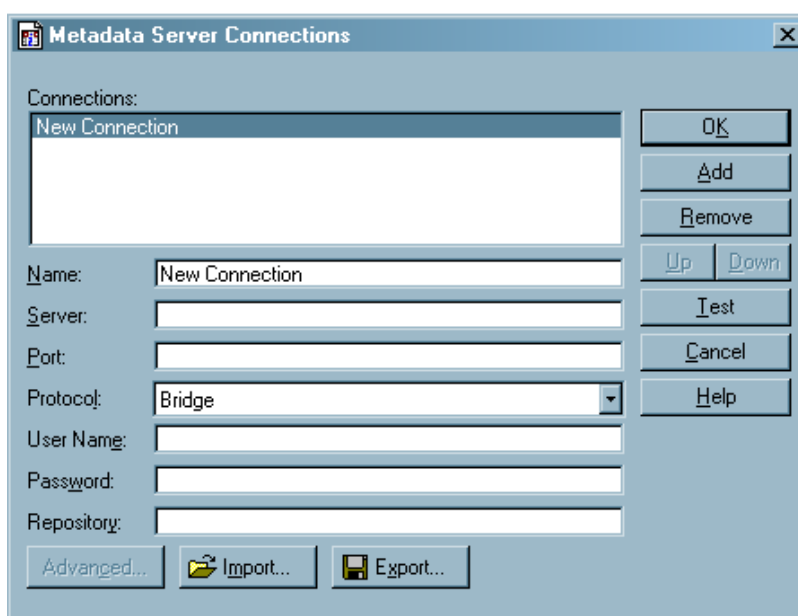 Metadata Server Connections
Connections:
New Connection
OK
Add
Remove
Up Down
Test
Cancel
Help
Name: New Connection
Server:
Port:
Protocol: Bridge
User Name:
Password:
Repository:
Advanced... Import... Export...